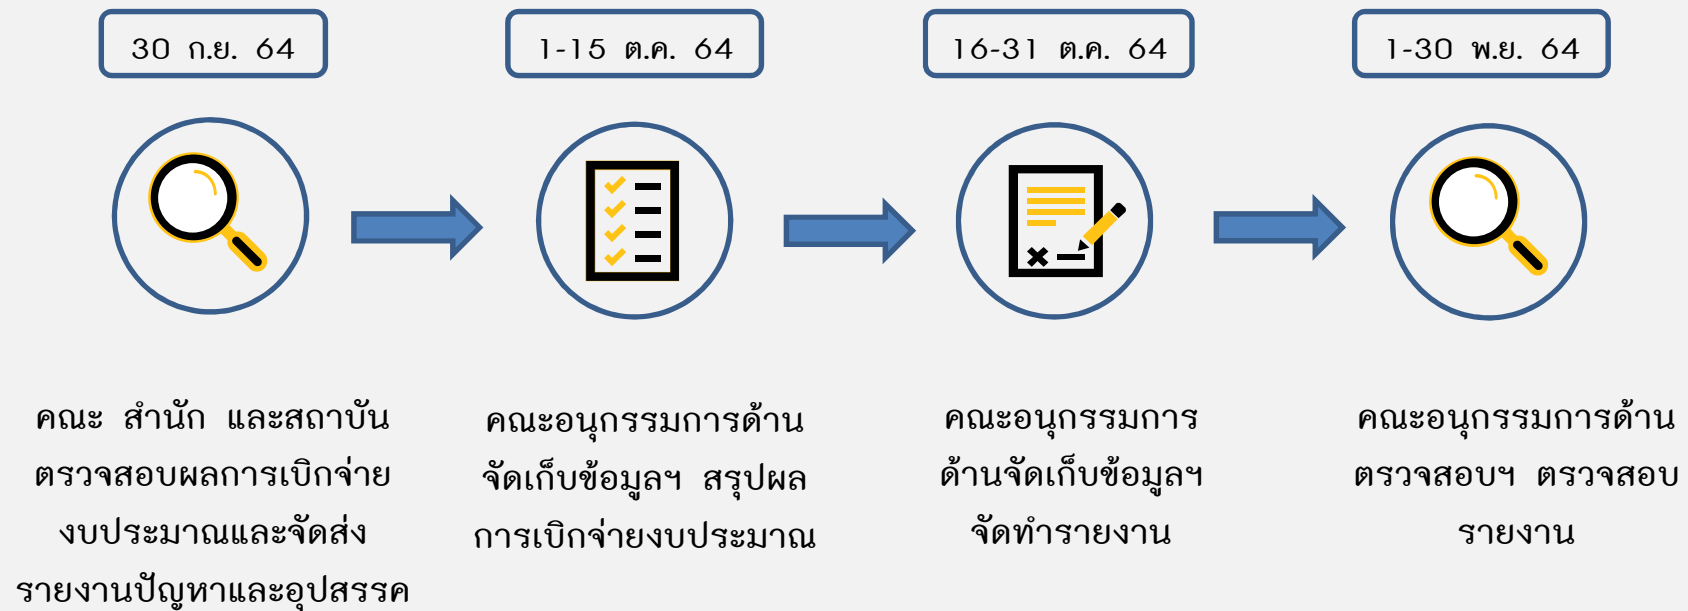 30 ก.ย. 64
1-15 ต.ค. 64
16-31 ต.ค. 64
1-30 พ.ย. 64
คณะ สำนัก และสถาบัน
ตรวจสอบผลการเบิกจ่าย
งบประมาณและจัดส่ง
รายงานปัญหาและอุปสรรค
คณะอนุกรรมการด้าน
จัดเก็บข้อมูลฯ สรุปผล
การเบิกจ่ายงบประมาณ
คณะอนุกรรมการ
ด้านจัดเก็บข้อมูลฯ
จัดทำรายงาน
คณะอนุกรรมการด้าน
ตรวจสอบฯ ตรวจสอบ
รายงาน